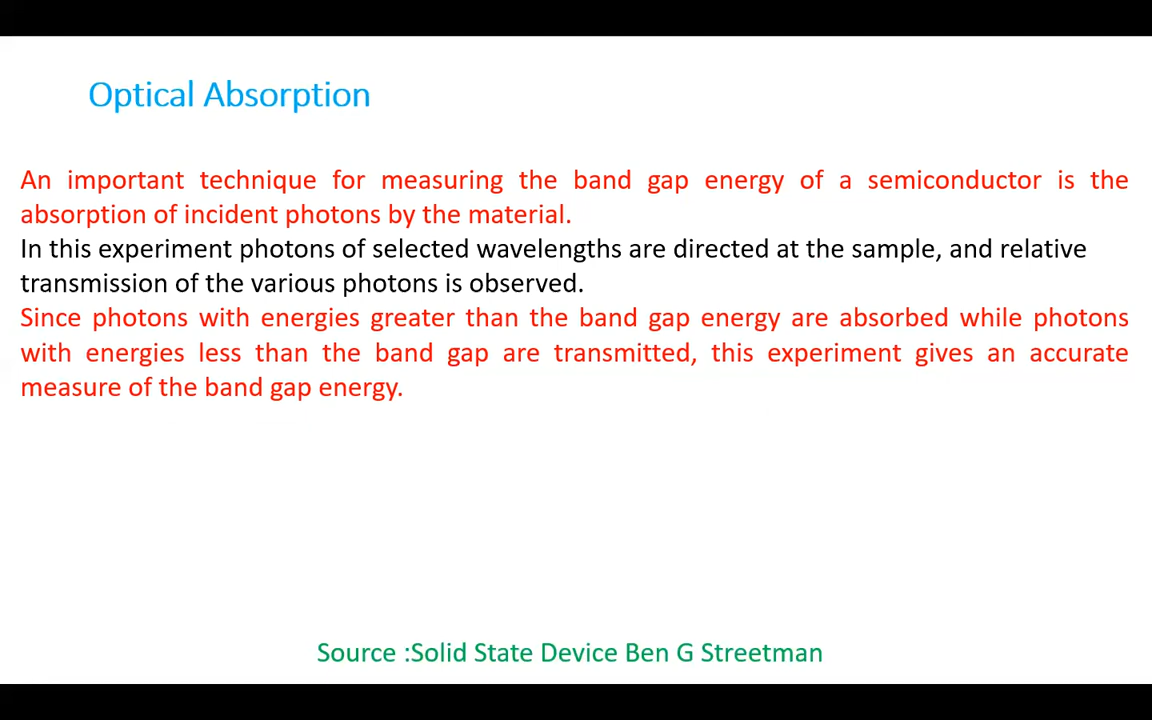 Optical Absorption
An important technique for measuring the band gap energy of a semiconductor is the
absorption of incident photons by the material.
In this experiment photons of selected wavelengths are directed at the sample, and relative
transmission of the various photons is observed.
Since photons with energies greater than the band gap energy are absorbed while photons
with energies less than the band gap are transmitted, this experiment gives an accurate
measure of the band gap energy.
Source :Solid State Device Ben G Streetman